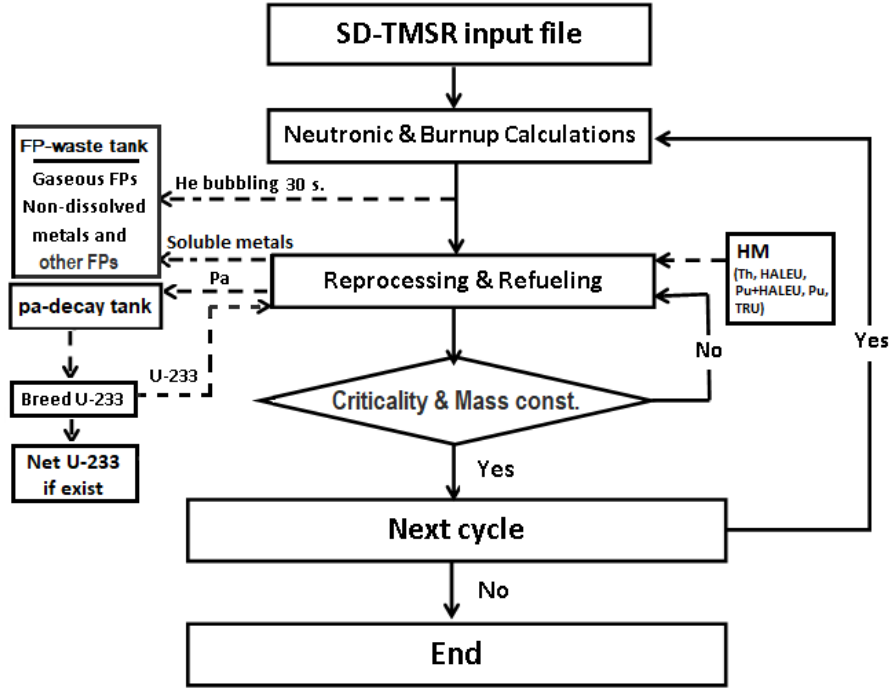 SD-TMSR input file
Neutronic & Burnup Calculations
FP-waste tank
Gaseous FPs
Non-dissolved
metals and
other FPs
He bubbling 30 s.
Soluble metals
Pa
Reprocessing & Refueling
HM
(Th, HALEU,
Pu+HALEU, Pu,
TRU)
pa-decay tank
U-233
No
Yes
Breed U-233
Criticality & Mass const.
Net U-233
if exist
Yes
Next cycle
No
End